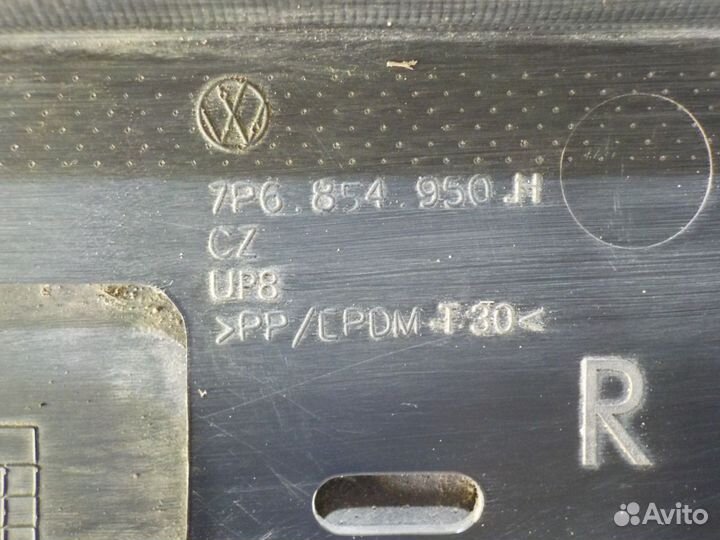 7P6.854.950.H
CZ
UP8
>PP/EPDM-T30<
R
Avito